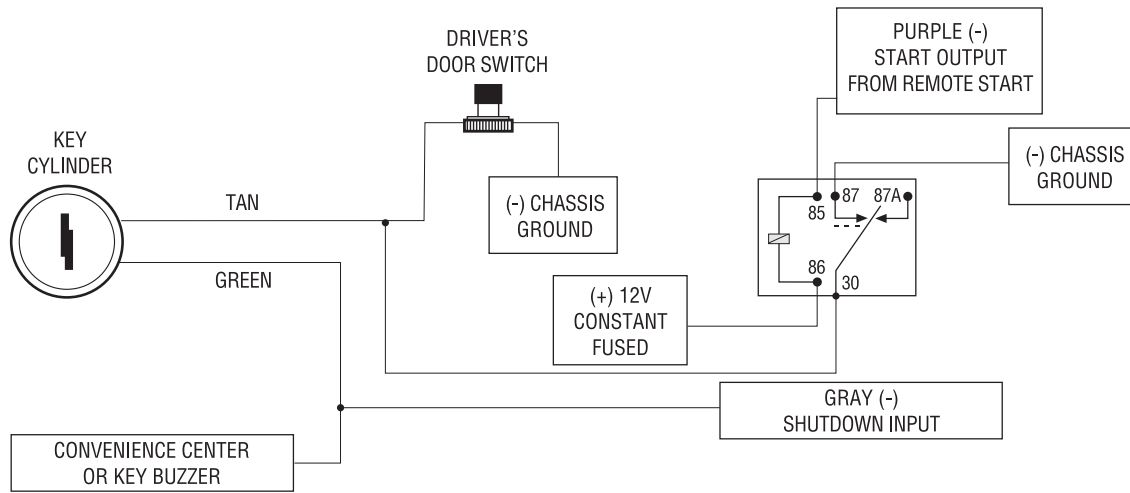 PURPLE (-)
START OUTPUT
FROM REMOTE START
DRIVER'S
DOOR SWITCH
KEY
CYLINDER
(-) CHASSIS
GROUND
TAN
(-) CHASSIS
GROUND
87
87A
85
86
30
GREEN
(+) 12V
CONSTANT
FUSED
GRAY (-)
SHUTDOWN INPUT
CONVENIENCE CENTER
OR KEY BUZZER